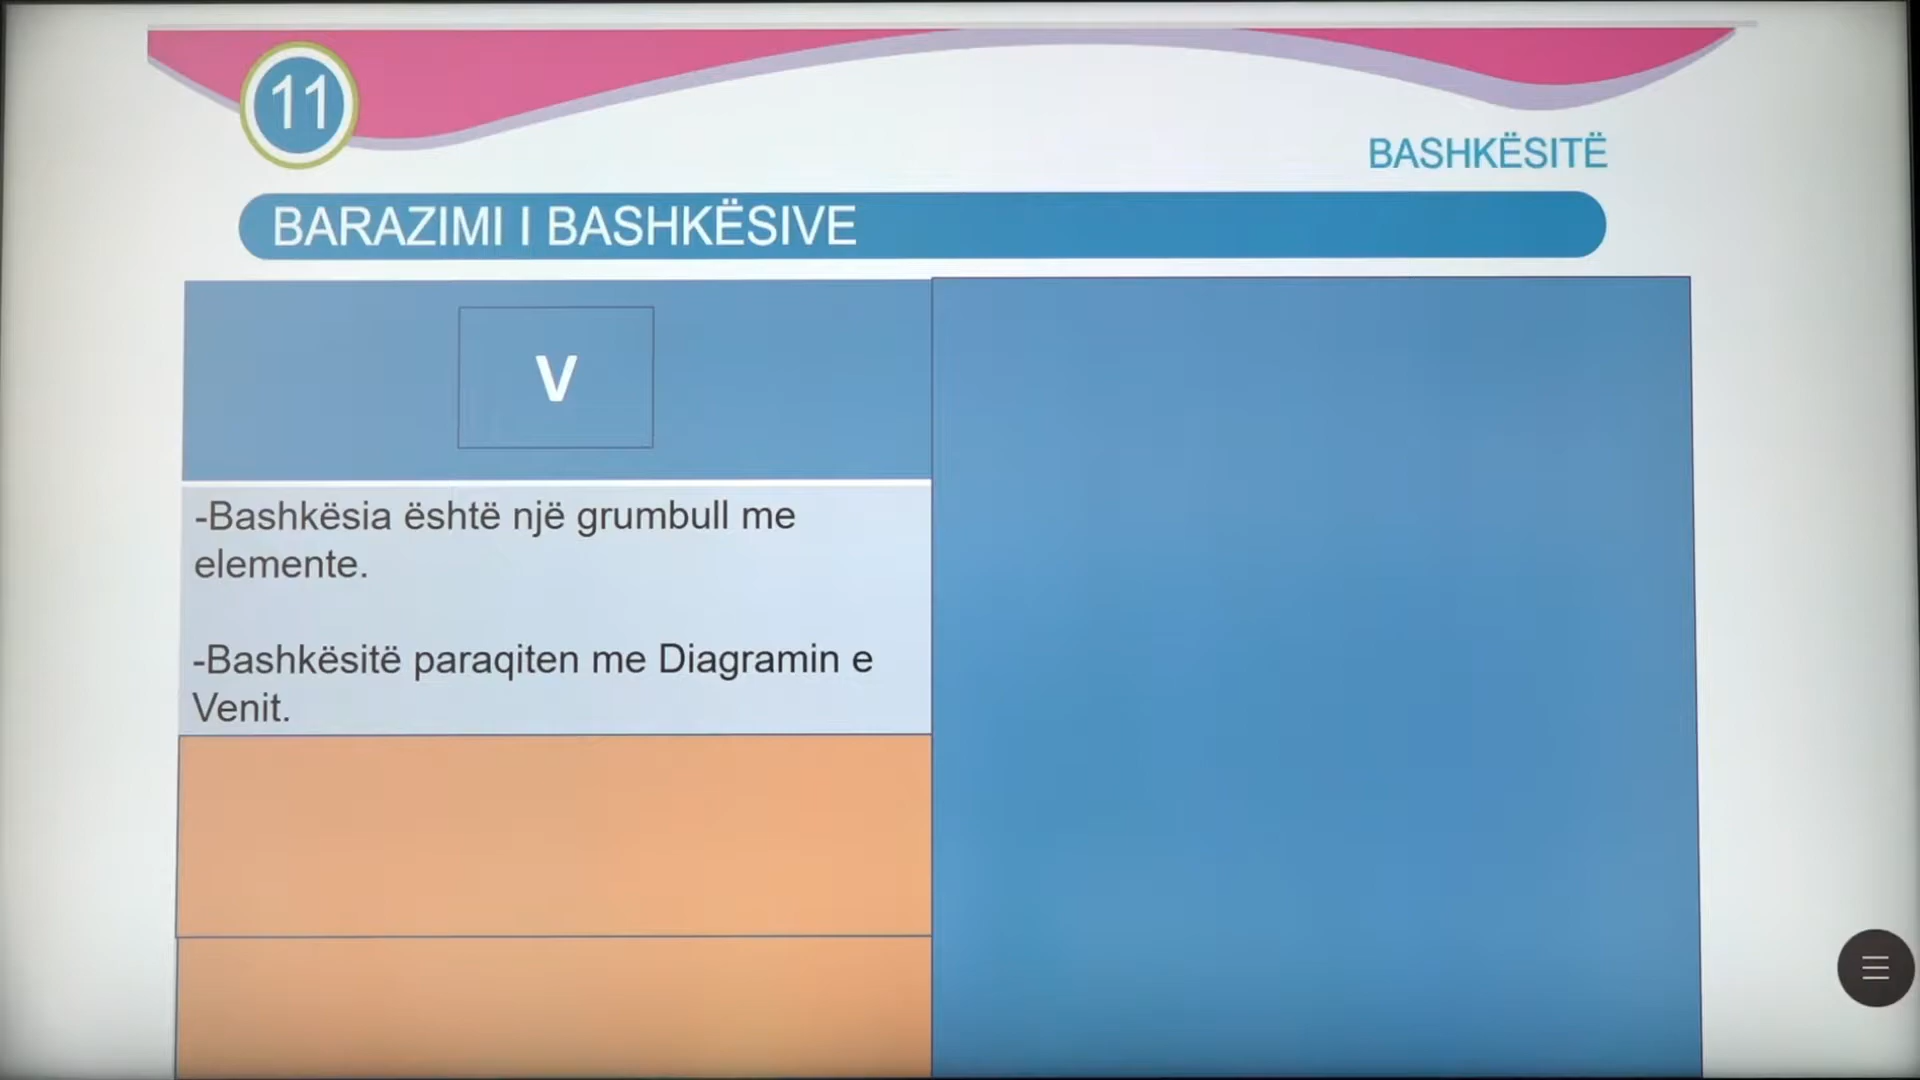 11
BASHKËSITË
BARAZIMI I BASHKËSIVE
V
-Bashkësia është një grumbull me
elemente.
-Bashkësitë paraqiten me Diagramin e
Venit.